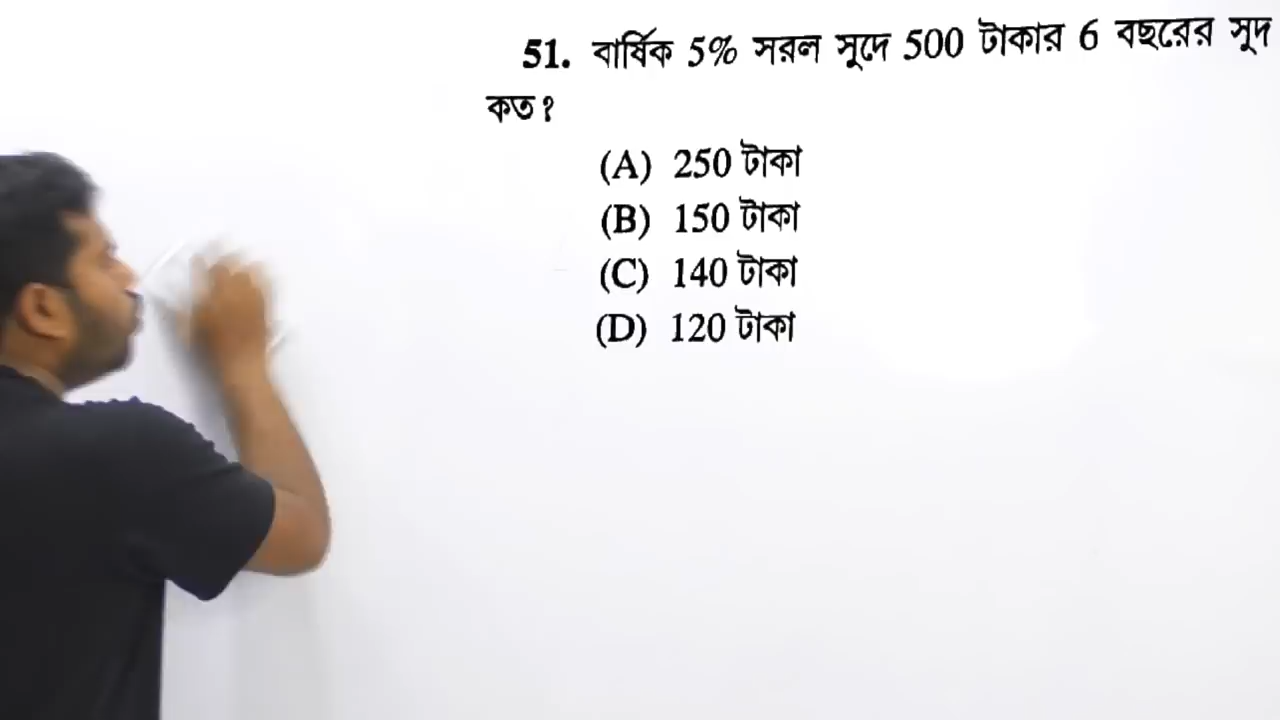 51. বার্ষিক 5% সরল সুদে 500 টাকার 6 বছরের সুদ
কত?
(A) 250 টাকা
(B) 150 টাকা
(C) 140 টাকা
(D) 120 টাকা